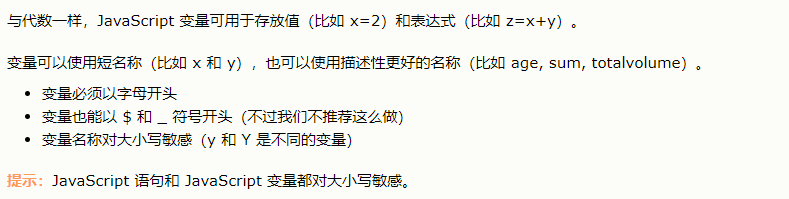 与代数一样，JavaScript 变量可用于存放值（比如 x=2）和表达式（比如 z=x+y）。
变量可以使用短名称（比如 x 和 y），也可以使用描述性更好的名称（比如 age, sum, totalvolume）。
• 变量必须以字母开头
• 变量也能以 $ 和 _ 符号开头（不过我们不推荐这么做）
• 变量名称对大小写敏感（y 和 Y 是不同的变量）
提示：JavaScript 语句和 JavaScript 变量都对大小写敏感。